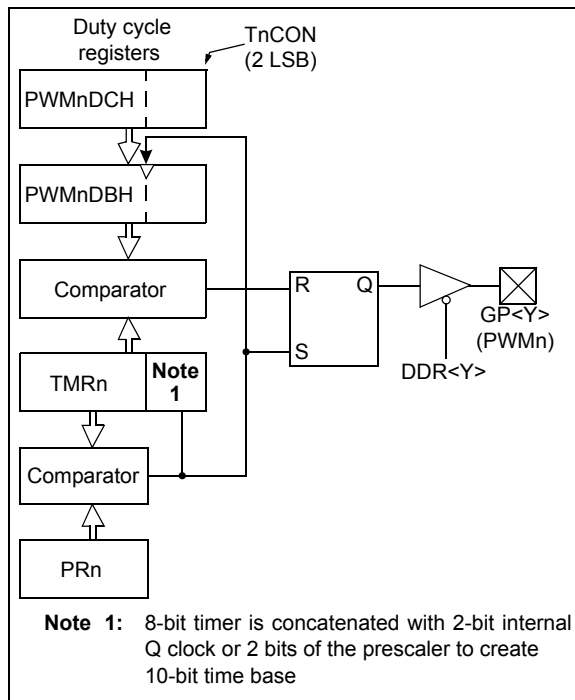 Duty cycle
registers
TnCON
(2 LSB)
PWMnDCH
PWMnDBH
Comparator
R
Q
S
GP<Y>
(PWMn)
DDR<Y>
TMRn
Note
1
Comparator
PRn
Note 1: 8-bit timer is concatenated with 2-bit internal
Q clock or 2 bits of the prescaler to create
10-bit time base